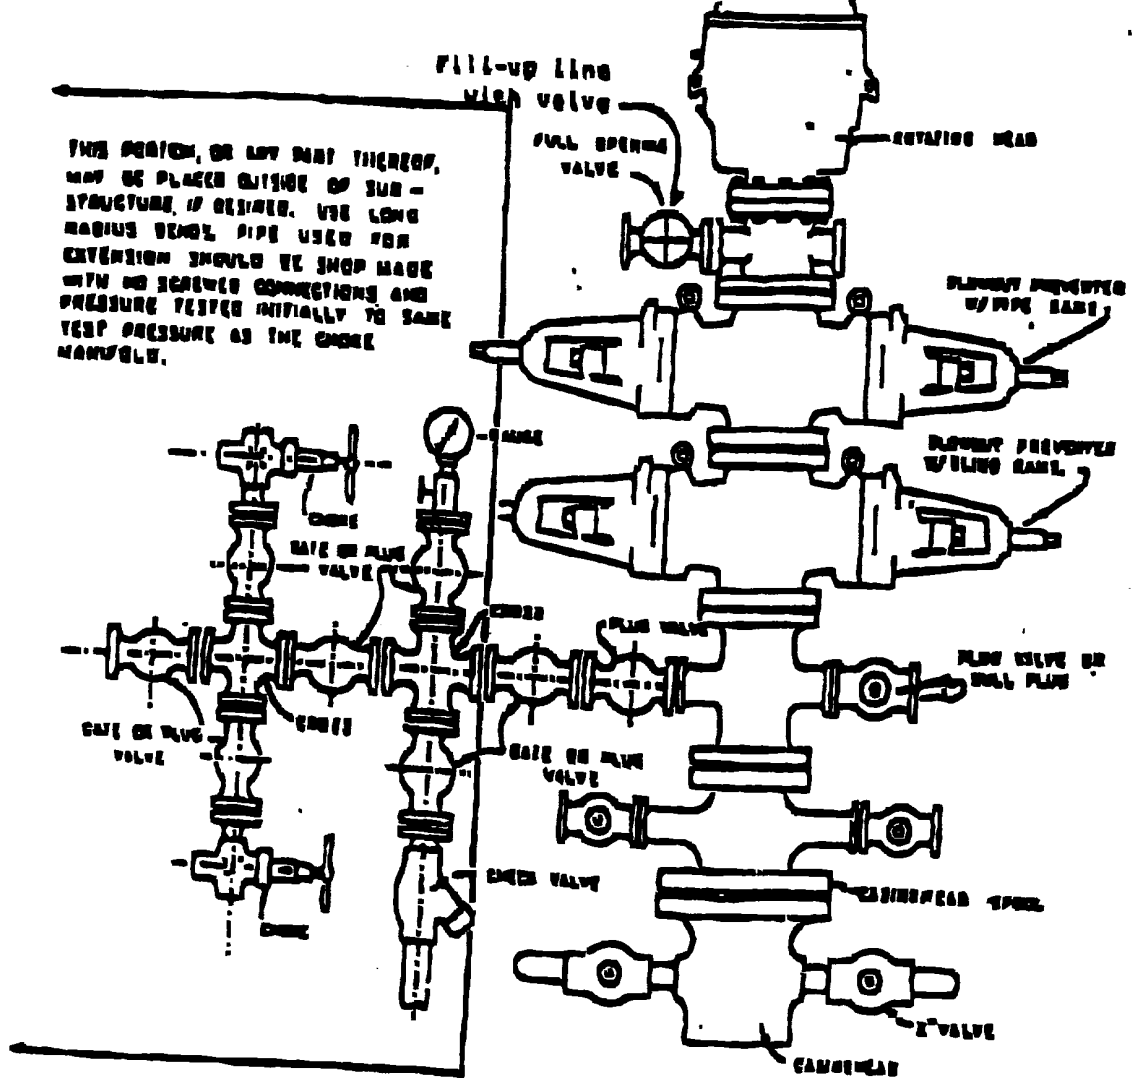 Fill-up line
with valve
FULL OPENING
VALVE
ROTATING HEAD
THIS PORTION, OR ANY PART THEREOF,
MAY BE PLACED OUTSIDE OF SUB-
STRUCTURE, IF DESIRED. USE LONG
RADIUS BENDS. PIPE USED FOR
EXTENSION SHOULD BE SHOP MADE
WITH NO SCREWED CONNECTIONS AND
PRESSURE TESTED INITIALLY TO SAME
TEST PRESSURE AS THE CHOKE
MANIFOLD.
BLOWOUT PREVENTER
W/PIPE RAMS.
GAUGE
BLOWOUT PREVENTER
W/BLIND RAMS.
CHOKE
GATE OR PLUG
VALVE
CROSS
PLUG VALVE
PLUG VALVE OR
BULL PLUG
CROSS
GATE OR PLUG
VALVE
GATE OR PLUG
VALVE
CHECK VALVE
CASINGHEAD SPOOL
CHOKE
2" VALVE
CASINGHEAD